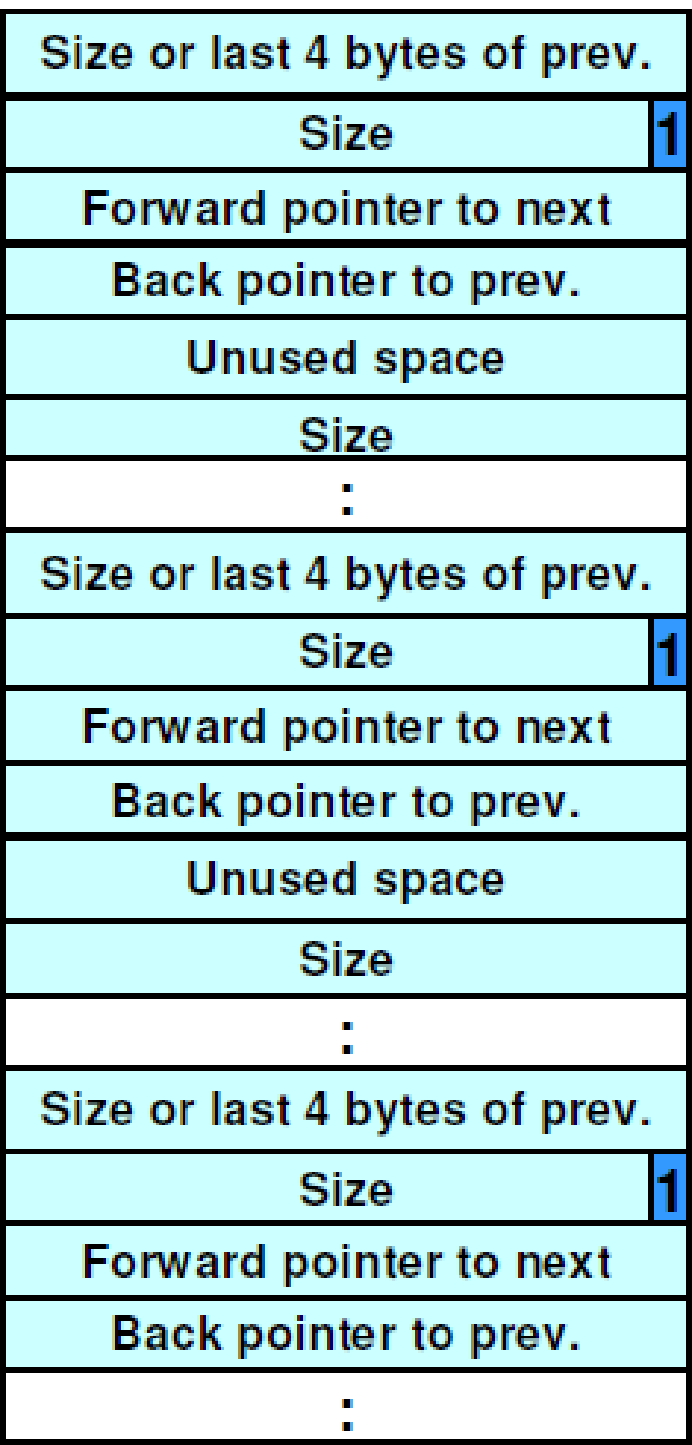 Size or last 4 bytes of prev.
Size 1
Forward pointer to next
Back pointer to prev.
Unused space
Size
:
Size or last 4 bytes of prev.
Size 1
Forward pointer to next
Back pointer to prev.
Unused space
Size
:
Size or last 4 bytes of prev.
Size 1
Forward pointer to next
Back pointer to prev.
: